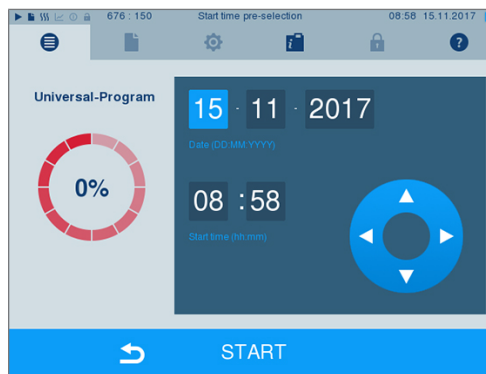 676 : 150 Start time pre-selection 08:58 15.11.2017
i ?
Universal-Program
0%
15 . 11 . 2017
Date (DD:MM:YYYY)
08 : 58
Start time (hh:mm)
START